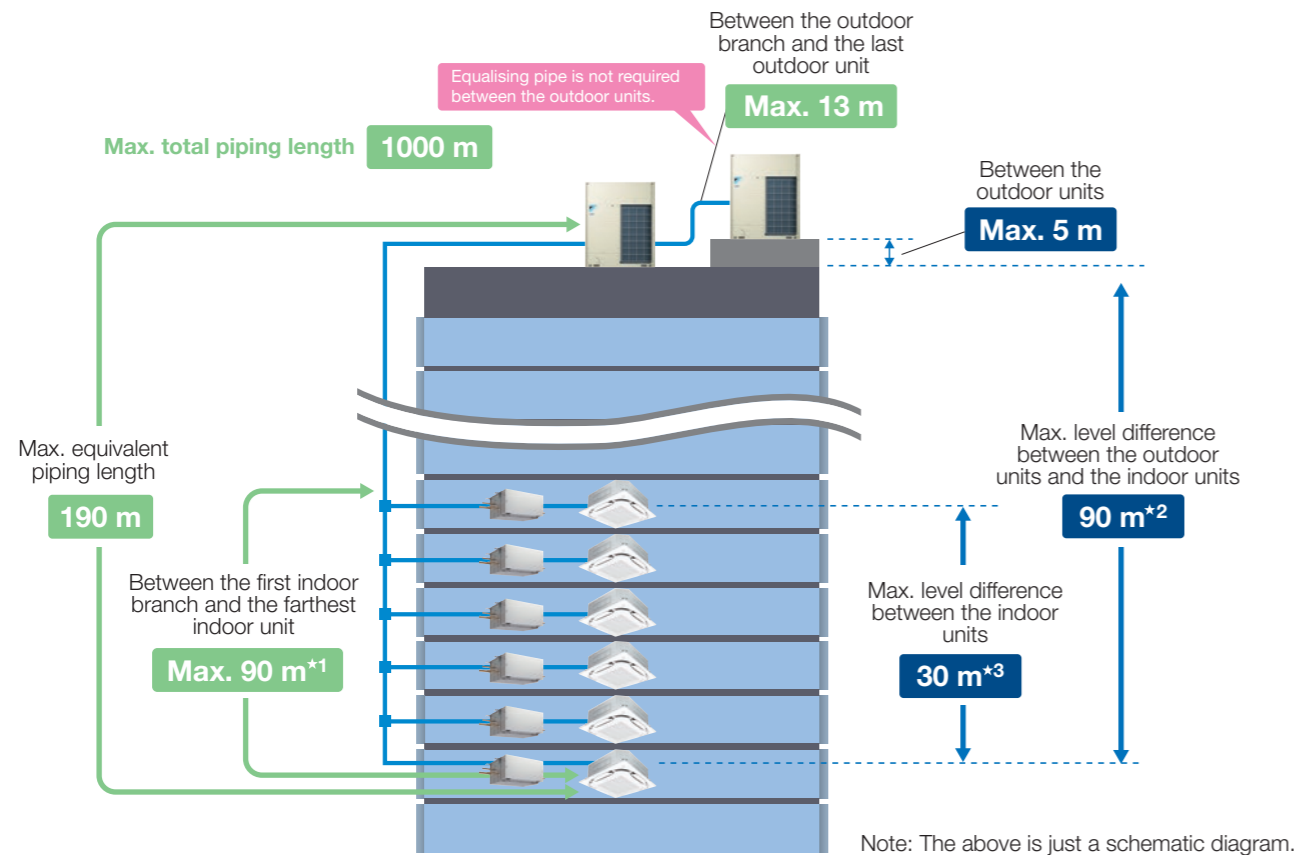 Between the outdoor
branch and the last
outdoor unit
Max. 13 m
Equalising pipe is not required
between the outdoor units.
Max. total piping length 1000 m
Between the
outdoor units
Max. 5 m
Max. equivalent
piping length
190 m
Between the first indoor
branch and the farthest
indoor unit
Max. 90 m★1
Max. level difference
between the indoor
units
30 m★3
Max. level difference
between the outdoor
units and the indoor units
90 m★2
Note: The above is just a schematic diagram.